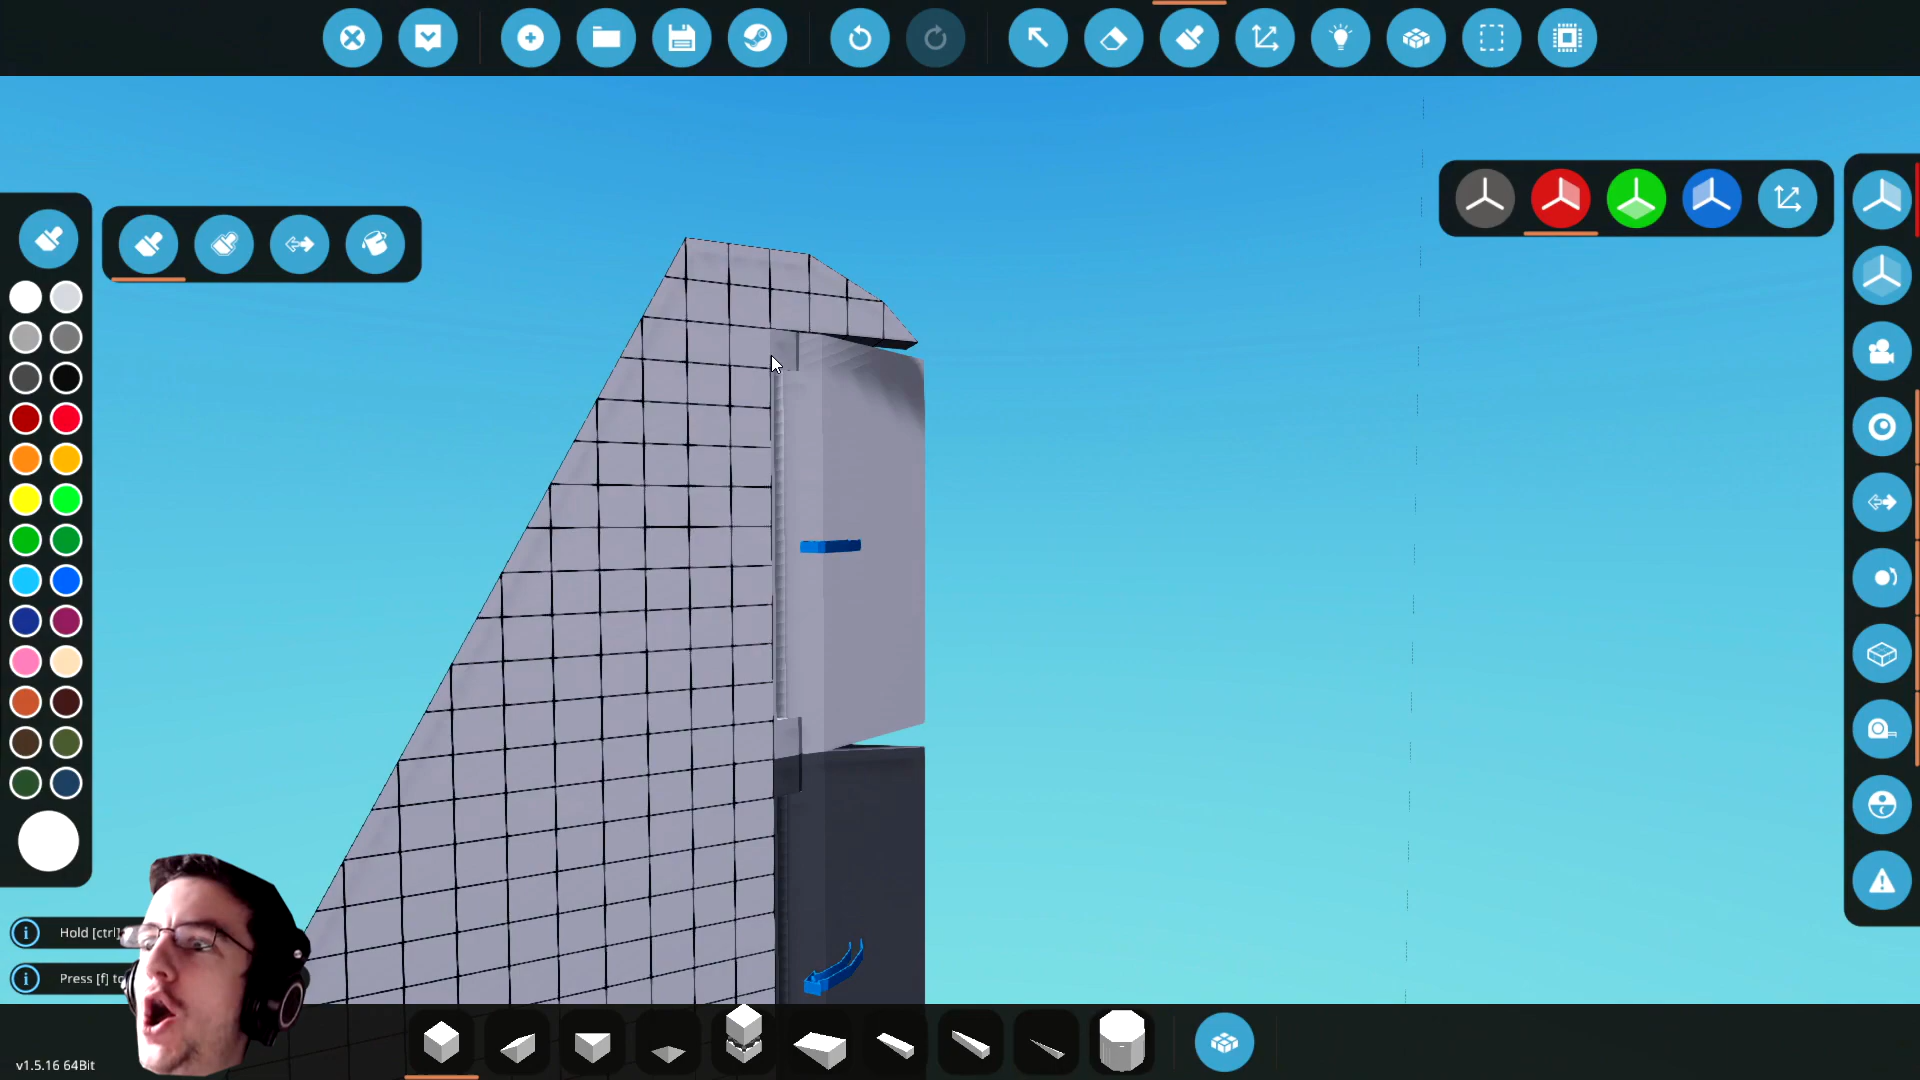 Hold [ctrl]
Press [f] to
v1.5.16 64Bit